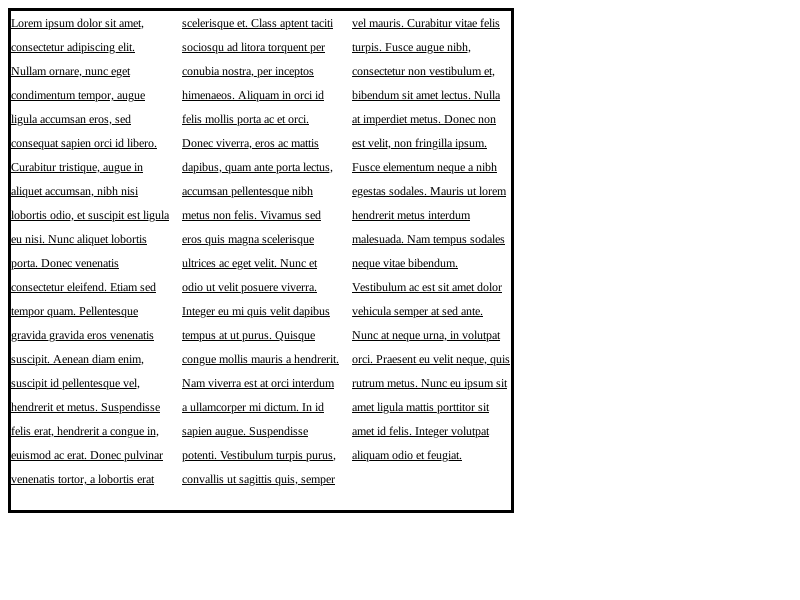 Lorem ipsum dolor sit amet,
consectetur adipiscing elit.
Nullam ornare, nunc eget
condimentum tempor, augue
ligula accumsan eros, sed
consequat sapien orci id libero.
Curabitur tristique, augue in
aliquet accumsan, nibh nisi
lobortis odio, et suscipit est ligula
eu nisi. Nunc aliquet lobortis
porta. Donec venenatis
consectetur eleifend. Etiam sed
tempor quam. Pellentesque
gravida gravida eros venenatis
suscipit. Aenean diam enim,
suscipit id pellentesque vel,
hendrerit et metus. Suspendisse
felis erat, hendrerit a congue in,
euismod ac erat. Donec pulvinar
venenatis tortor, a lobortis erat
scelerisque et. Class aptent taciti
sociosqu ad litora torquent per
conubia nostra, per inceptos
himenaeos. Aliquam in orci id
felis mollis porta ac et orci.
Donec viverra, eros ac mattis
dapibus, quam ante porta lectus,
accumsan pellentesque nibh
metus non felis. Vivamus sed
eros quis magna scelerisque
ultrices ac eget velit. Nunc et
odio ut velit posuere viverra.
Integer eu mi quis velit dapibus
tempus at ut purus. Quisque
congue mollis mauris a hendrerit.
Nam viverra est at orci interdum
a ullamcorper mi dictum. In id
sapien augue. Suspendisse
potenti. Vestibulum turpis purus,
convallis ut sagittis quis, semper
vel mauris. Curabitur vitae felis
turpis. Fusce augue nibh,
consectetur non vestibulum et,
bibendum sit amet lectus. Nulla
at imperdiet metus. Donec non
est velit, non fringilla ipsum.
Fusce elementum neque a nibh
egestas sodales. Mauris ut lorem
hendrerit metus interdum
malesuada. Nam tempus sodales
neque vitae bibendum.
Vestibulum ac est sit amet dolor
vehicula semper at sed ante.
Nunc at neque urna, in volutpat
orci. Praesent eu velit neque, quis
rutrum metus. Nunc eu ipsum sit
amet ligula mattis porttitor sit
amet id felis. Integer volutpat
aliquam odio et feugiat.